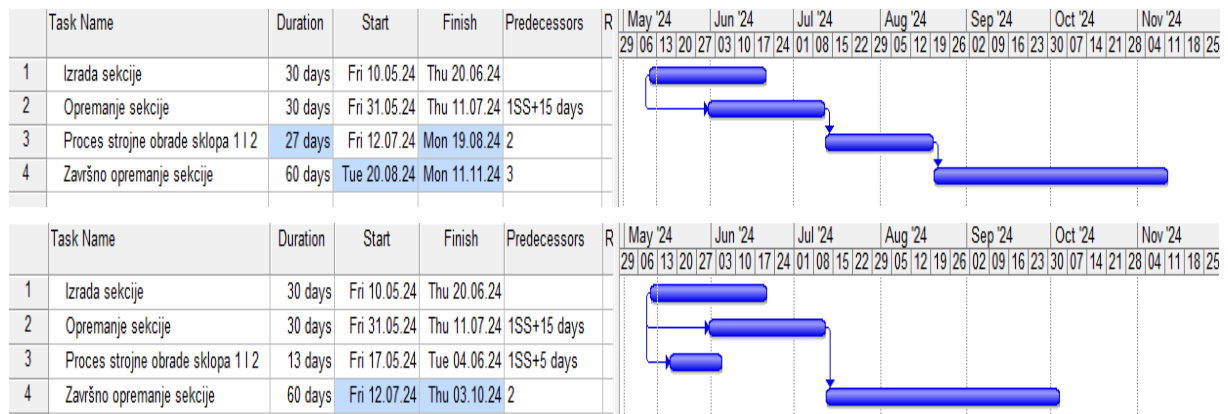 Task Name Duration Start Finish Predecessors R May '24 Jun '24 Jul '24 Aug '24 Sep '24 Oct '24 Nov '24
29 06 13 20 27 03 10 17 24 01 08 15 22 29 05 12 19 26 02 09 16 23 30 07 14 21 28 04 11 18 25
1 Izrada sekcije 30 days Fri 10.05.24 Thu 20.06.24
2 Opremanje sekcije 30 days Fri 31.05.24 Thu 11.07.24 1SS+15 days
3 Proces strojne obrade sklopa 1 I 2 27 days Fri 12.07.24 Mon 19.08.24 2
4 Završno opremanje sekcije 60 days Tue 20.08.24 Mon 11.11.24 3
Task Name Duration Start Finish Predecessors R May '24 Jun '24 Jul '24 Aug '24 Sep '24 Oct '24 Nov '24
29 06 13 20 27 03 10 17 24 01 08 15 22 29 05 12 19 26 02 09 16 23 30 07 14 21 28 04 11 18 25
1 Izrada sekcije 30 days Fri 10.05.24 Thu 20.06.24
2 Opremanje sekcije 30 days Fri 31.05.24 Thu 11.07.24 1SS+15 days
3 Proces strojne obrade sklopa 1 I 2 13 days Fri 17.05.24 Tue 04.06.24 1SS+5 days
4 Završno opremanje sekcije 60 days Fri 12.07.24 Thu 03.10.24 2